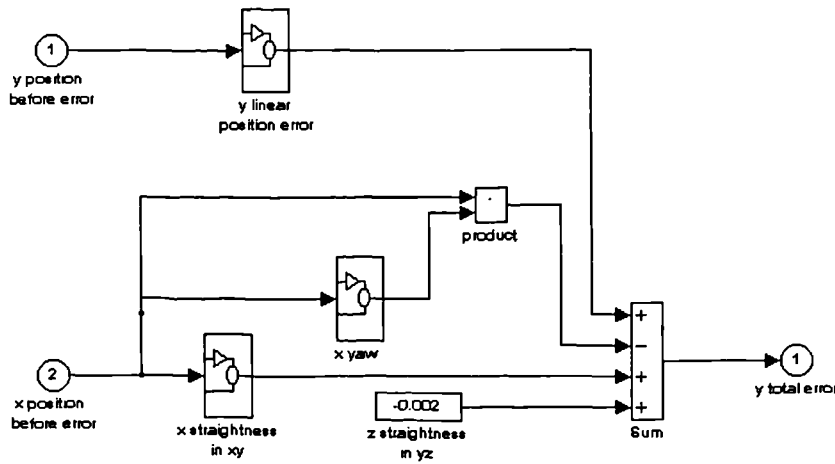 1
y position
before error
y linear
position error
product
x yaw
2
x position
before error
x straightness
in xy
-0.002
z straightness
in yz
+
−
+
+
Sum
1
y total error